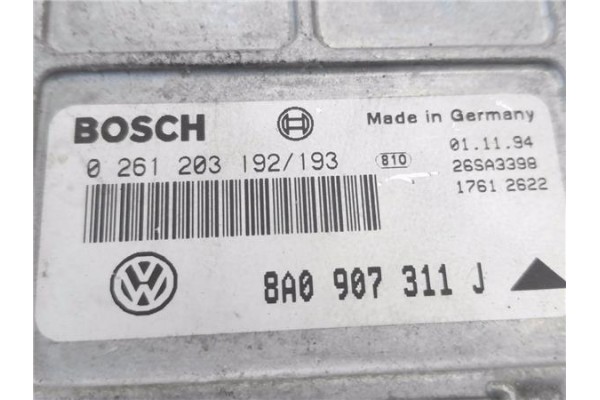 BOSCH Made in Germany
0 261 203 192/193 810 01.11.94
26SA3398
1761 2622
VW 8A0 907 311 J